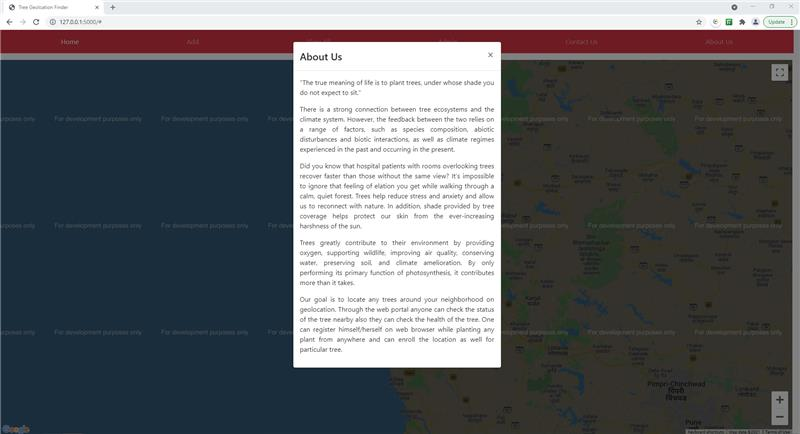 Tree Geolocation Finder
127.0.0.1:5000/#
Update
Home
Add
Contact Us
About Us
About Us
×
"The true meaning of life is to plant trees, under whose shade you
do not expect to sit."
There is a strong connection between tree ecosystems and the
climate system. However, the feedback between the two relies on
a range of factors, such as species composition, abiotic
disturbances and biotic interactions, as well as climate regimes
experienced in the past and occurring in the present.
Did you know that hospital patients with rooms overlooking trees
recover faster than those without the same view? It's impossible
to ignore that feeling of elation you get while walking through a
calm, quiet forest. Trees help reduce stress and anxiety and allow
us to reconnect with nature. In addition, shade provided by tree
coverage helps protect our skin from the ever-increasing
harshness of the sun.
Trees greatly contribute to their environment by providing
oxygen, supporting wildlife, improving air quality, conserving
water, preserving soil, and climate amelioration. By only
performing its primary function of photosynthesis, it contributes
more than it takes.
Our goal is to locate any trees around your neighborhood on
geolocation. Through the web portal anyone can check the status
of the tree nearby also they can check the health of the tree. One
can register himself/herself on web browser while planting any
plant from anywhere and can enroll the location as well for
particular tree.
poses only For development purposes only For development purposes only For development purposes only For development purposes only
poses only For development purposes only For development purposes only For development purposes only For development purposes only
poses only For development purposes only For development purposes only For development purposes only For development purposes only
Pimpri-Chinchwad
Pune
Google